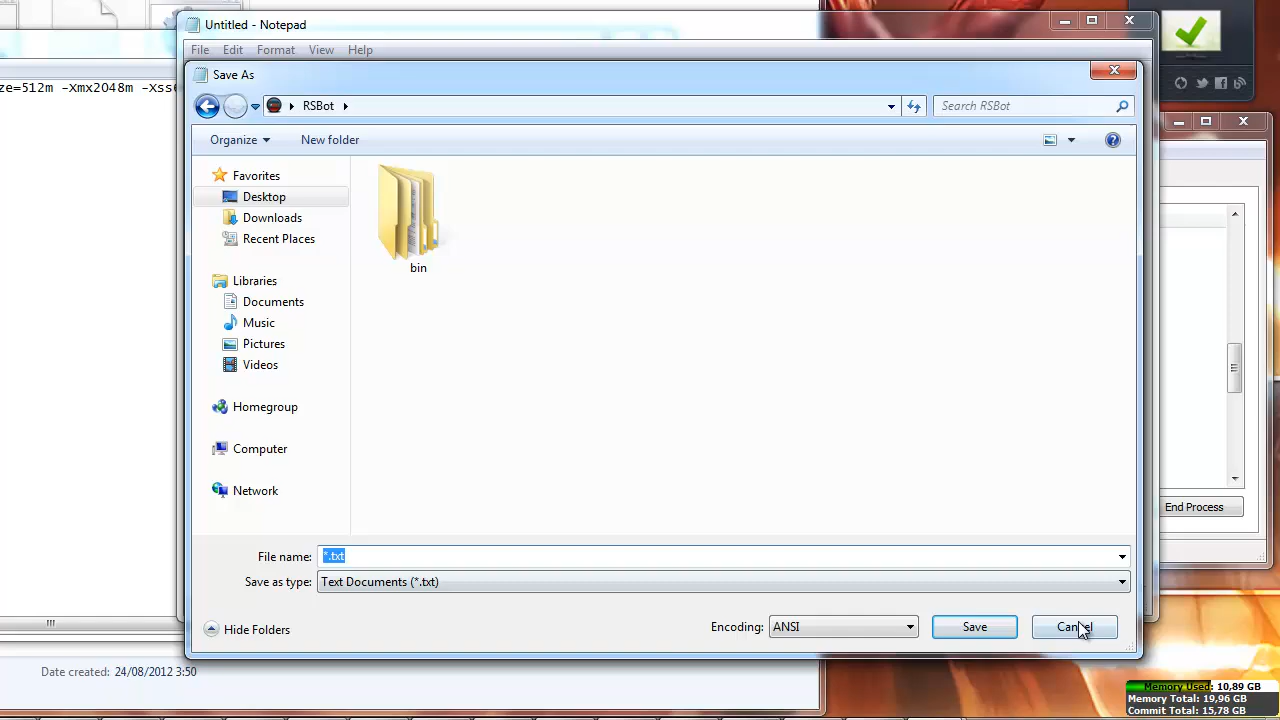 Untitled - Notepad
File Edit Format View Help
ze=512m -Xmx2048m -Xss
Save As
RSBot
Search RSBot
Organize New folder
Favorites
Desktop
Downloads
Recent Places
Libraries
Documents
Music
Pictures
Videos
Homegroup
Computer
Network
bin
End Process
File name: *.txt
Save as type: Text Documents (*.txt)
Hide Folders
Encoding: ANSI Save Cancel
Date created: 24/08/2012 3:50
Memory Used: 10,89 GB
Memory Total: 19,96 GB
Commit Total: 15,78 GB